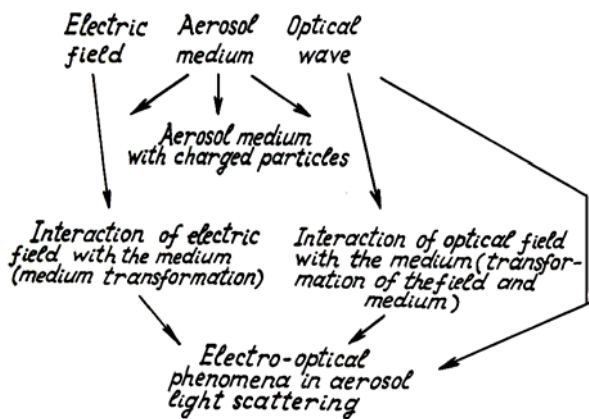 Electric field
Aerosol medium
Optical wave
Aerosol medium
with charged particles
Interaction of electric
field with the medium
(medium transformation)
Interaction of optical field
with the medium (transfor-
mation of the field and
medium)
Electro-optical
phenomena in aerosol
light scattering